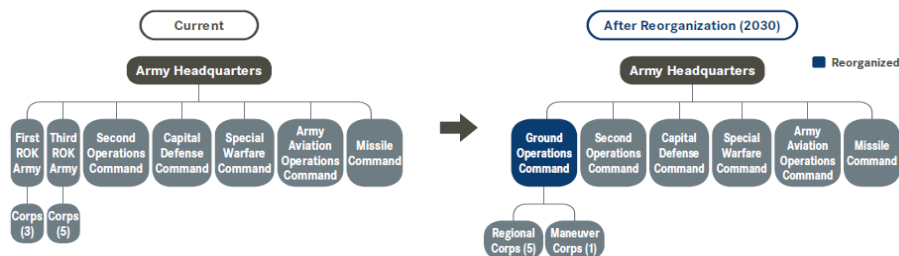 Current
Army Headquarters
First
ROK
Army
Third
ROK
Army
Second
Operations
Command
Capital
Defense
Command
Special
Warfare
Command
Army
Aviation
Operations
Command
Missile
Command
Corps
(3)
Corps
(5)
After Reorganization (2030)
Reorganized
Army Headquarters
Ground
Operations
Command
Second
Operations
Command
Capital
Defense
Command
Special
Warfare
Command
Army
Aviation
Operations
Command
Missile
Command
Regional
Corps (5)
Maneuver
Corps (1)